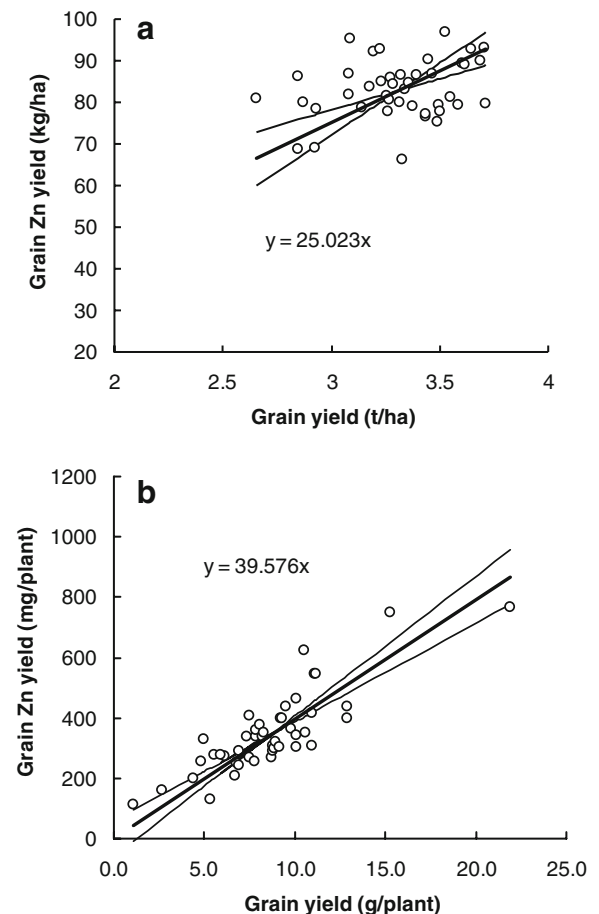 a
Grain Zn yield (kg/ha)
100
90
80
70
60
50
40
30
20
y = 25.023x
2 2.5 3 3.5 4
Grain yield (t/ha)
b
Grain Zn yield (mg/plant)
1200
1000
800
600
400
200
0
y = 39.576x
0.0 5.0 10.0 15.0 20.0 25.0
Grain yield (g/plant)